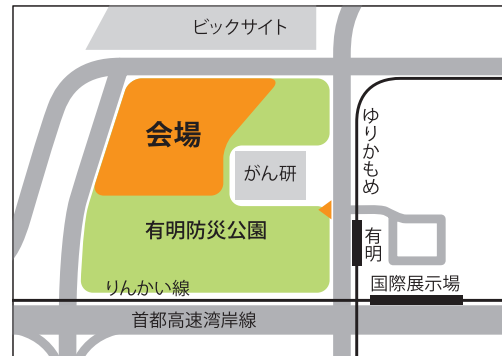 ビックサイト
会場
がん研
ゆりかもめ
有明防災公園
有明
りんかい線
国際展示場
首都高速湾岸線